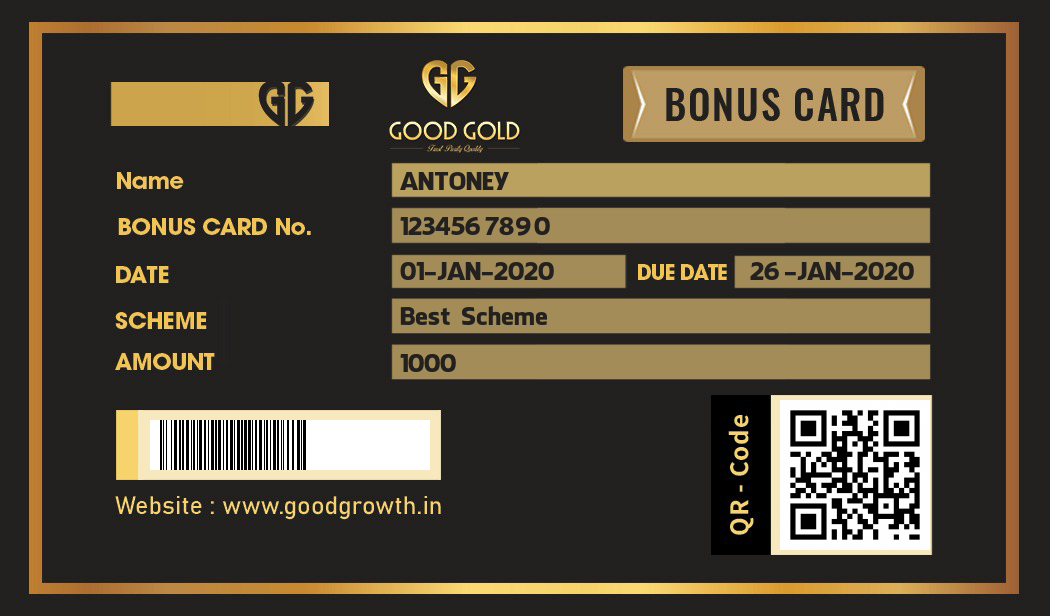 GG
GG
GOOD GOLD
Trust Purity Quality
BONUS CARD
Name ANTONEY
BONUS CARD No. 123456 7890
DATE 01-JAN-2020 DUE DATE 26 -JAN-2020
SCHEME Best Scheme
AMOUNT 1000
QR - Code
Website : www.goodgrowth.in